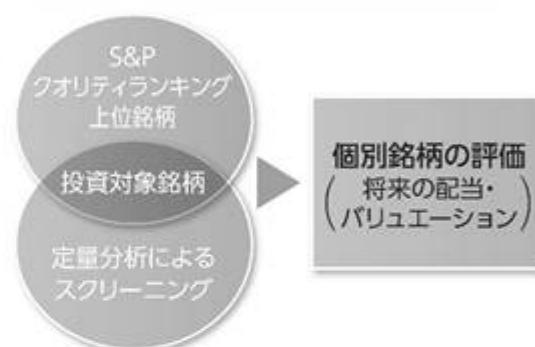 S&P
クオリティランキング
上位銘柄
投資対象銘柄
定量分析による
スクリーニング
個別銘柄の評価
(将来の配当・
バリュエーション)